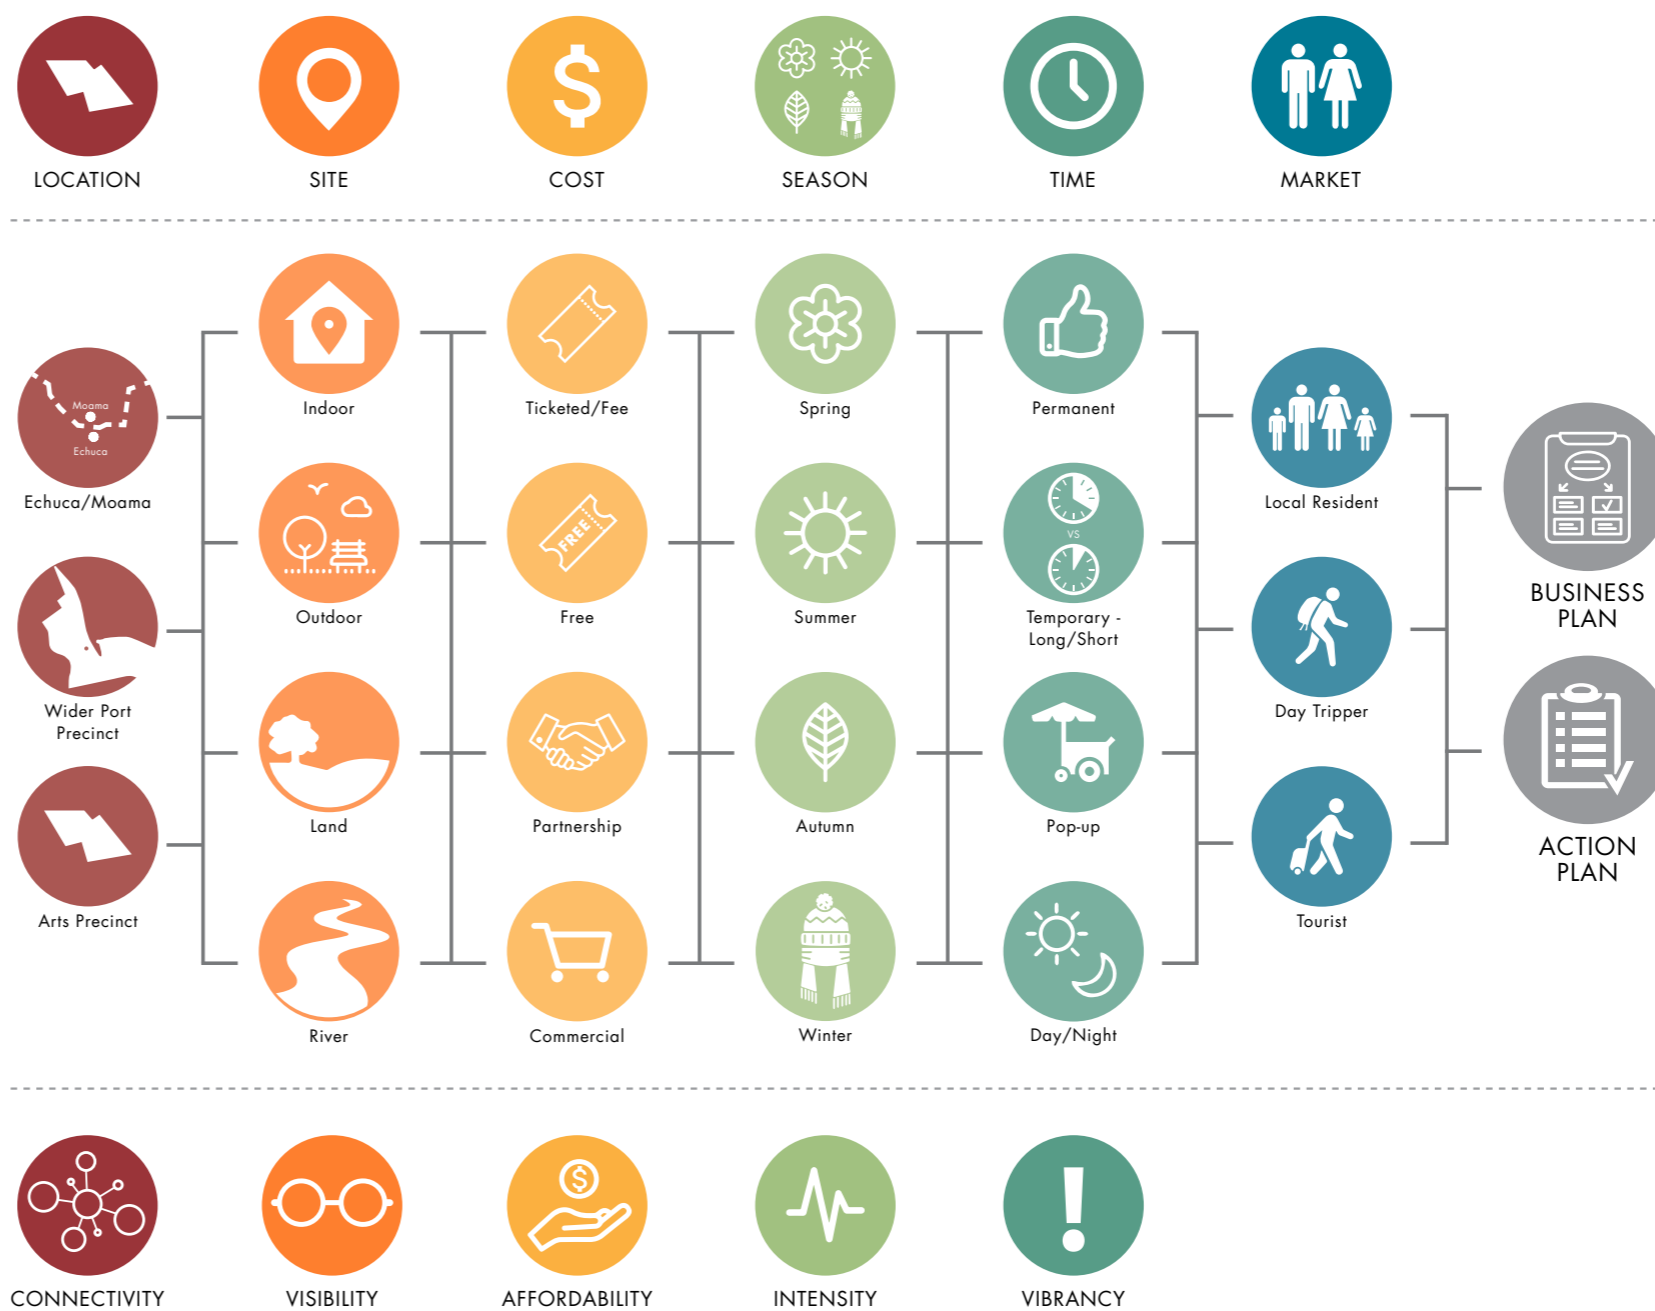 LOCATION
SITE
COST
SEASON
TIME
MARKET
Moama
Echuca
Echuca/Moama
Wider Port
Precinct
Arts Precinct
Indoor
Outdoor
Land
River
Ticketed/Fee
FREE
Free
Partnership
Commercial
Spring
Summer
Autumn
Winter
Permanent
VS
Temporary -
Long/Short
Pop-up
Day/Night
Local Resident
Day Tripper
Tourist
BUSINESS
PLAN
ACTION
PLAN
CONNECTIVITY
VISIBILITY
AFFORDABILITY
INTENSITY
VIBRANCY